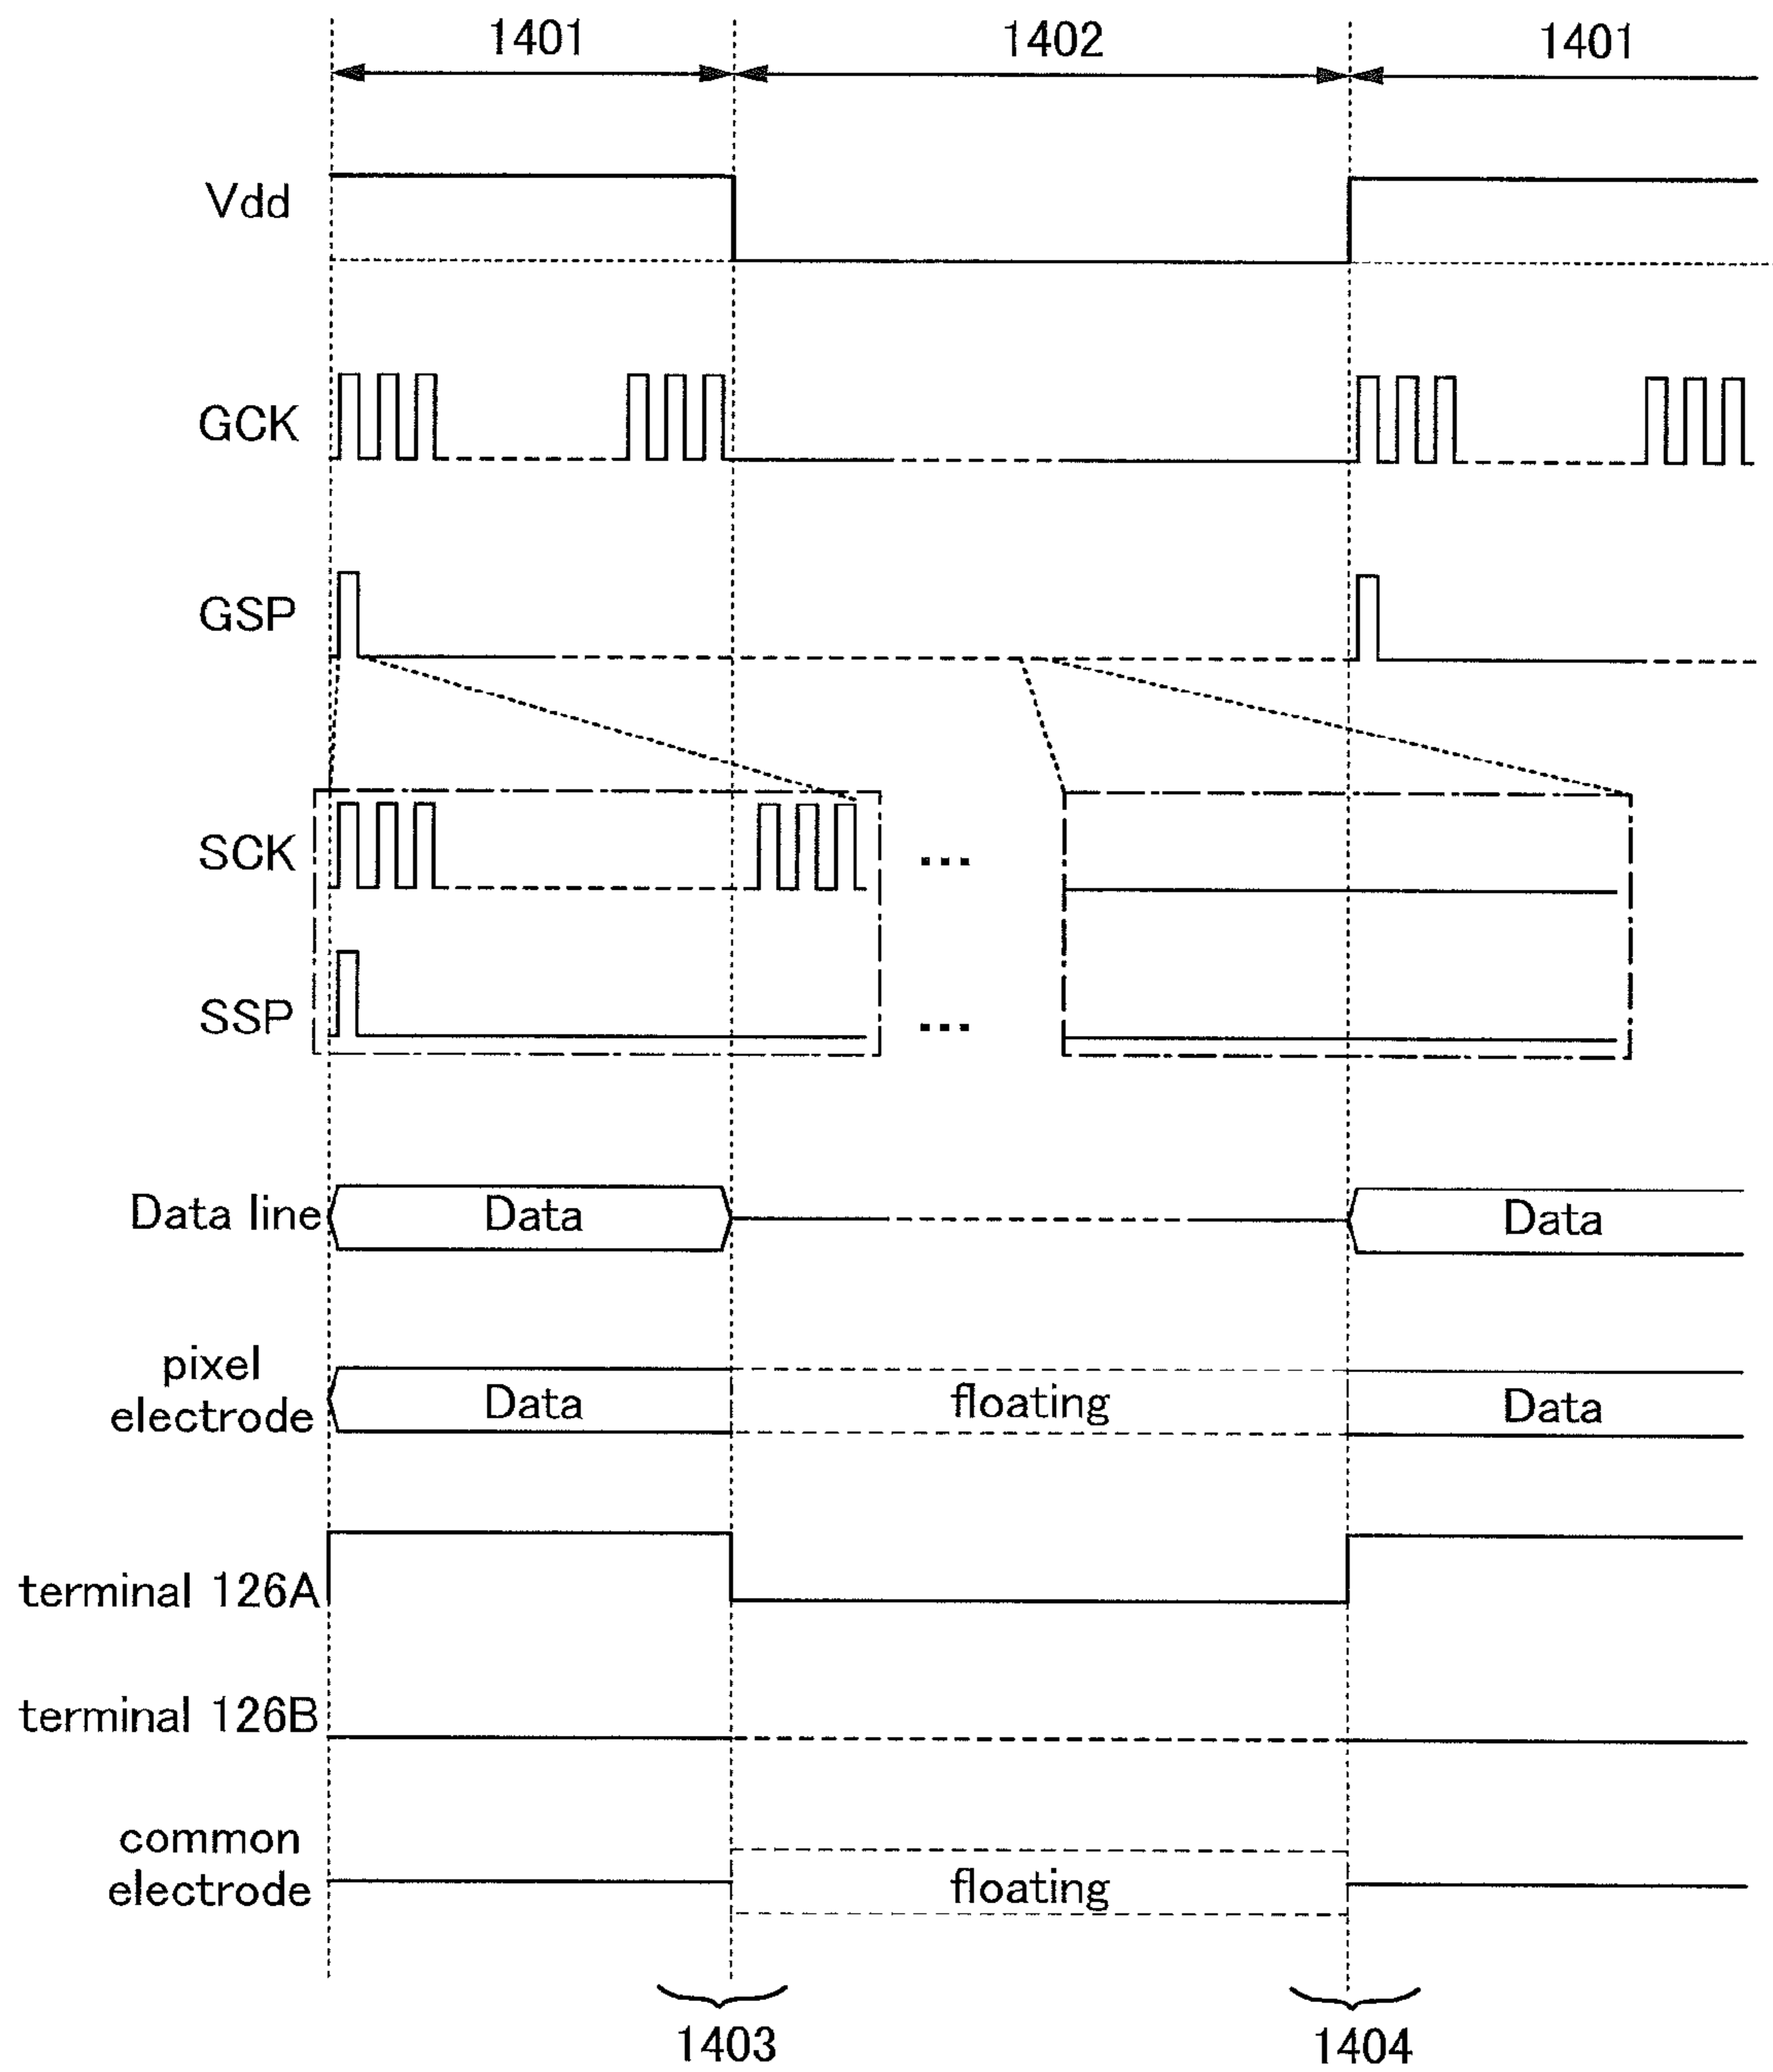 1401 1402 1401
Vdd
GCK
GSP
SCK ...
SSP ...
Data line Data Data
pixel
electrode Data floating Data
terminal 126A
terminal 126B
common
electrode floating
1403 1404